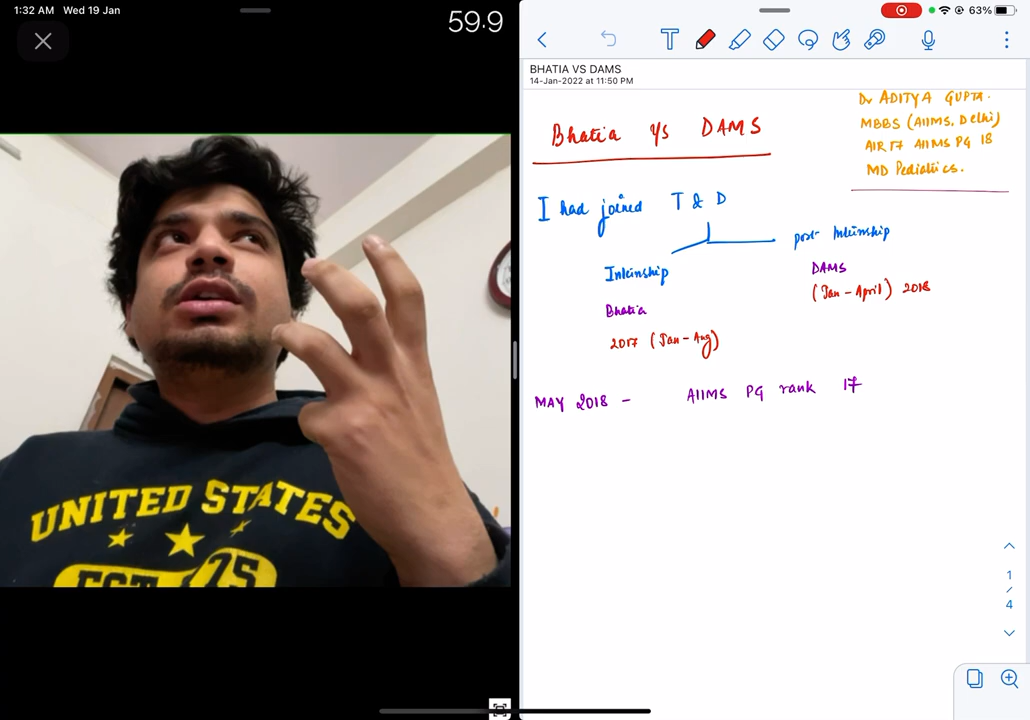 1:32 AM Wed 19 Jan
59.9
63%
BHATIA VS DAMS
14-Jan-2022 at 11:50 PM
Dr ADITYA GUPTA.
MBBS (AIIMS, Delhi)
AIR 17 AIIMS PG 18
MD Pediatrics.
Bhatia v/s DAMS
I had joined T & D
post- Internship
Internship
DAMS
(Jan - April) 2018
Bhatia
2017 (Jan - Aug)
MAY 2018 - AIIMS PG rank 17
UNITED STATES
EST 75
1
/
4